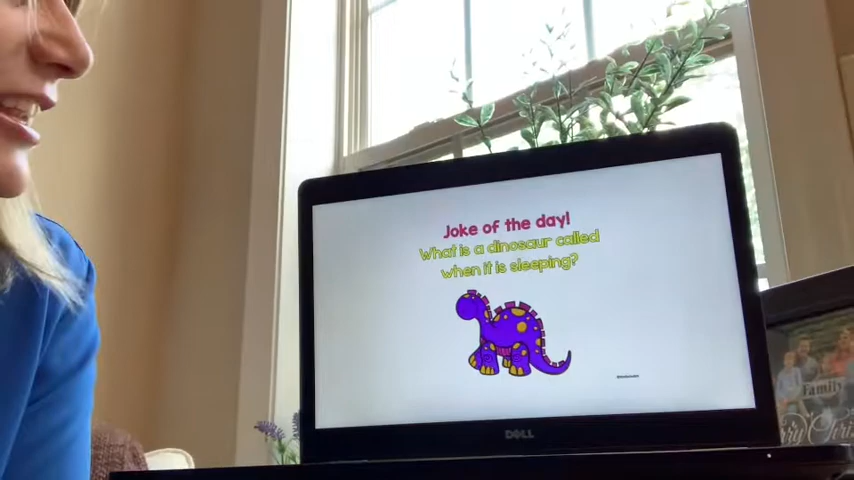 Joke of the day!
What is a dinosaur called
when it is sleeping?
DELL
Family